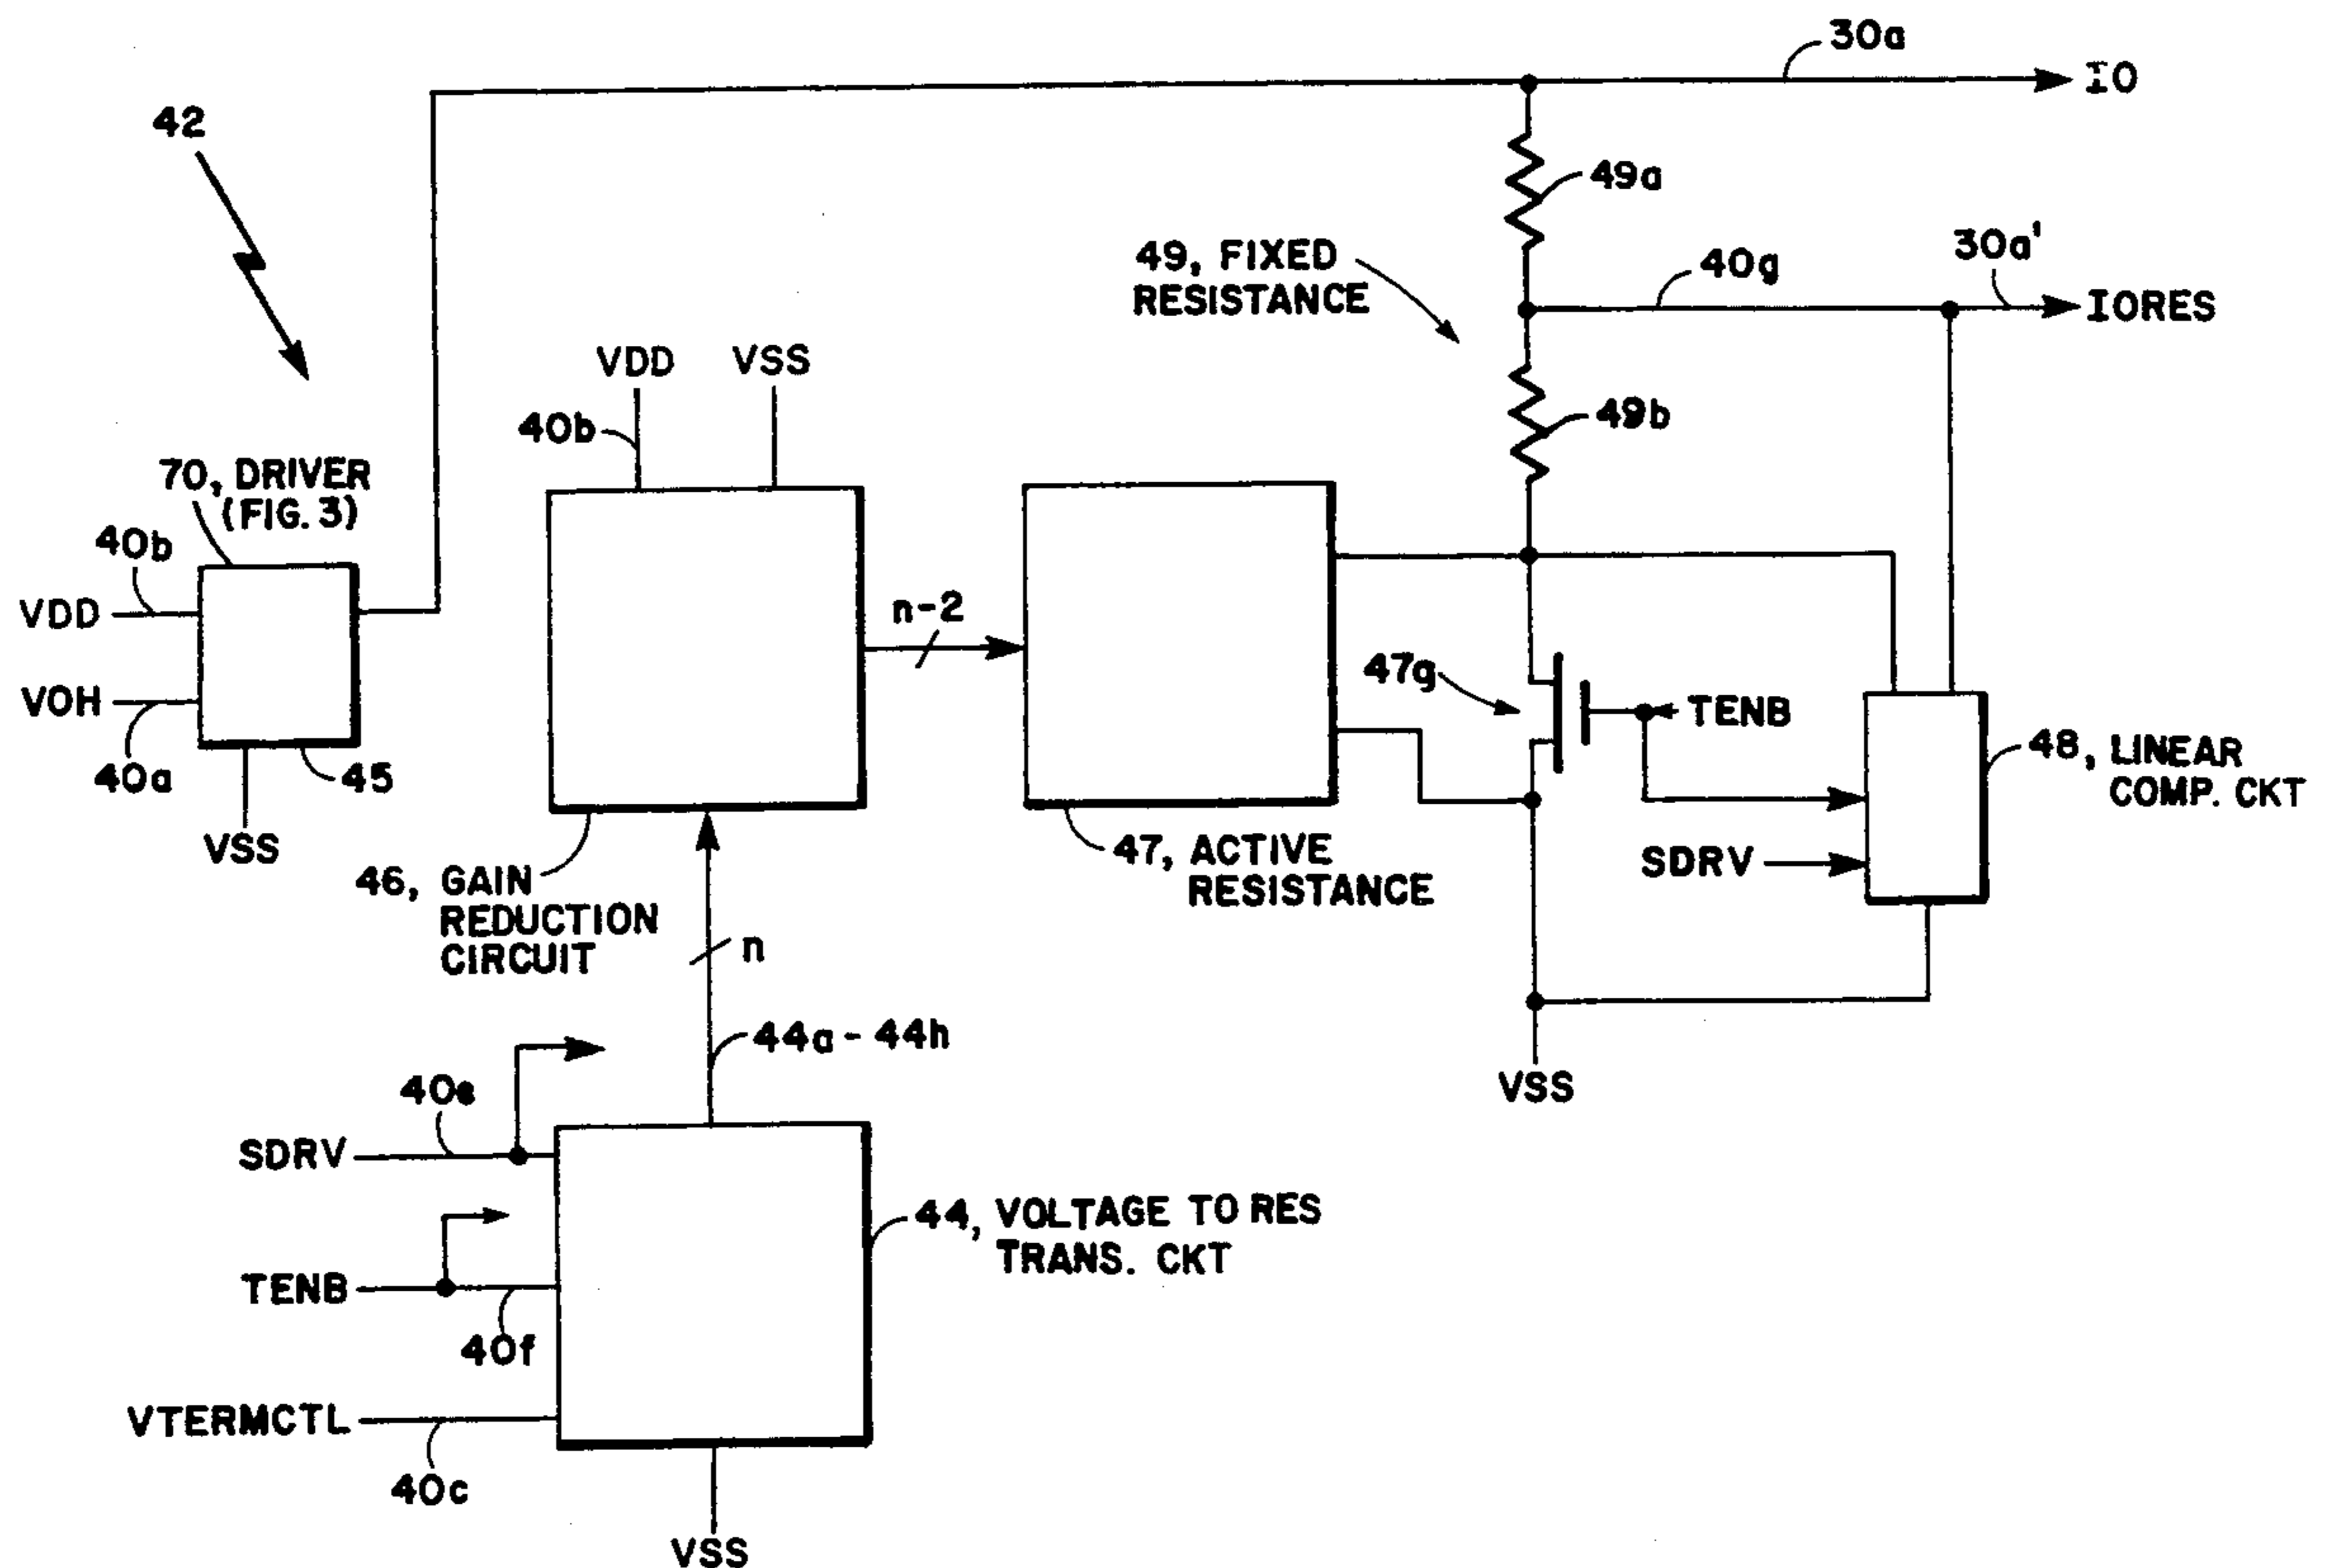 30a
IO
42
49a
49, FIXED
RESISTANCE
40g
30a'
IORES
VDD
VSS
40b
49b
70, DRIVER
(FIG. 3)
40b
VDD
n-2
47g
TENB
VOH
40a
45
VSS
48, LINEAR
COMP. CKT
SDRV
46, GAIN
REDUCTION
CIRCUIT
47, ACTIVE
RESISTANCE
n
44a - 44h
VSS
40e
SDRV
44, VOLTAGE TO RES
TRANS. CKT
TENB
40f
VTERMCTL
40c
VSS